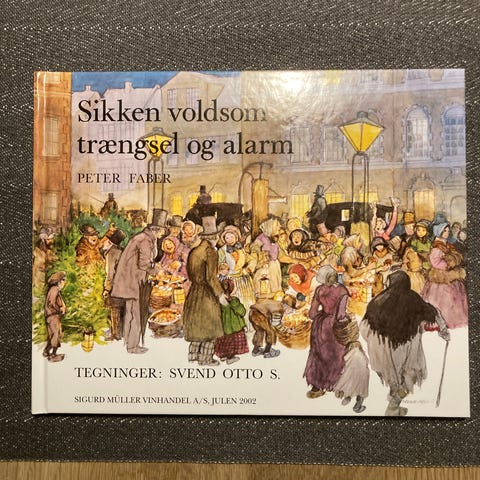 Sikken voldsom
trængsel og alarm
PETER FABER
TEGNINGER: SVEND OTTO S.
SIGURD MÜLLER VINHANDEL A/S, JULEN 2002